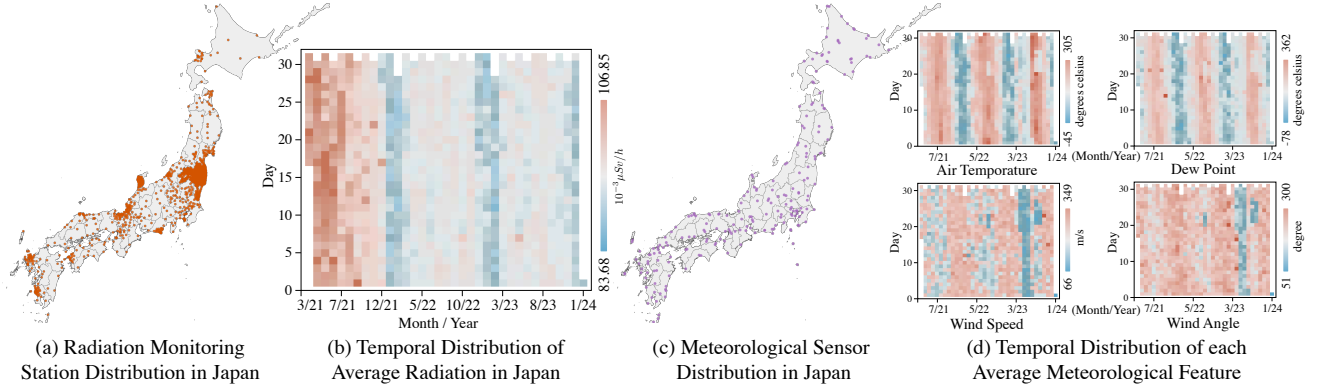 30
25
20
15
10
5
0
Day
3/21 7/21 12/21 5/22 10/22 3/23 8/23 1/24
Month / Year
106.85
10⁻³μSv/h
83.68
30
20
10
0
Day
7/21 5/22 3/23 1/24 (Month/Year)
Air Temporature
305
degrees celsius
-45
30
20
10
0
Day
7/21 5/22 3/23 1/24
Dew Point
362
degrees celsius
-78
30
20
10
0
Day
7/21 5/22 3/23 1/24 (Month/Year)
Wind Speed
349
m/s
66
30
20
10
0
Day
7/21 5/22 3/23 1/24
Wind Angle
300
degree
51
(a) Radiation Monitoring
Station Distribution in Japan
(b) Temporal Distribution of
Average Radiation in Japan
(c) Meteorological Sensor
Distribution in Japan
(d) Temporal Distribution of each
Average Meteorological Feature